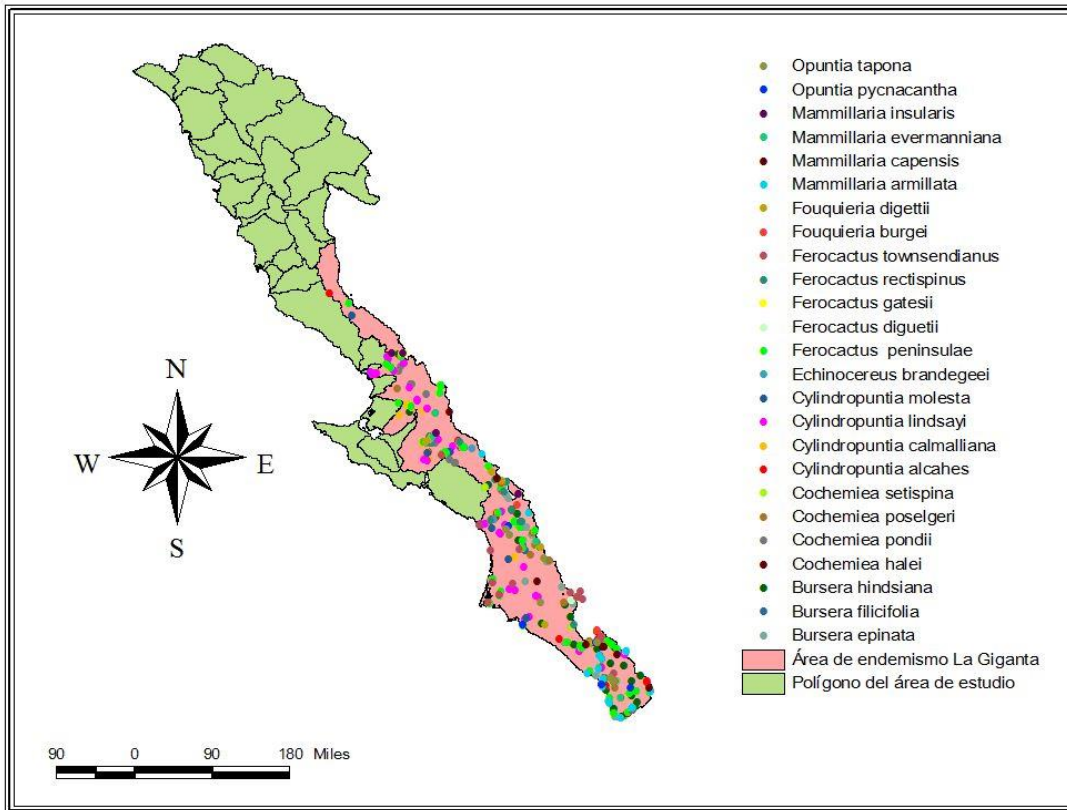 N
W
E
S
90 0 90 180 Miles
Opuntia tapona
Opuntia pycnacantha
Mammillaria insularis
Mammillaria evermanniana
Mammillaria capensis
Mammillaria armillata
Fouquieria digettii
Fouquieria burgei
Ferocactus townsendianus
Ferocactus rectispinus
Ferocactus gatesii
Ferocactus diguetii
Ferocactus peninsulae
Echinocereus brandegeei
Cylindropuntia molesta
Cylindropuntia lindsayi
Cylindropuntia calmalliana
Cylindropuntia alcahes
Cochemiea setispina
Cochemiea poselgeri
Cochemiea pondii
Cochemiea halei
Bursera hindsiana
Bursera filicifolia
Bursera epinata
Área de endemismo La Giganta
Polígono del área de estudio